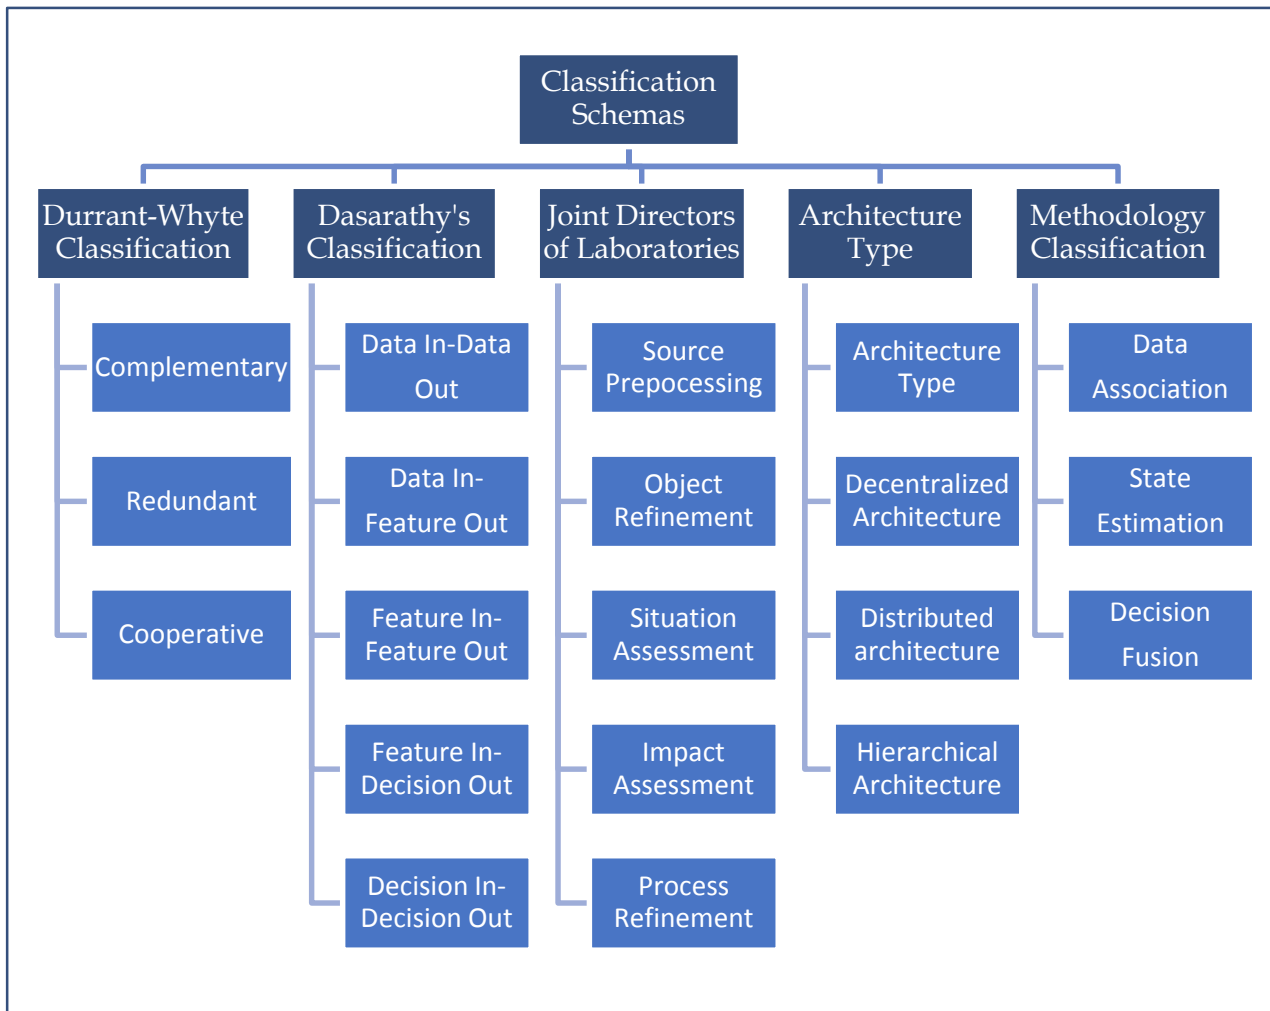 Classification
Schemas
Durrant-Whyte
Classification
Dasarathy's
Classification
Joint Directors
of Laboratories
Architecture
Type
Methodology
Classification
Complementary
Redundant
Cooperative
Data In-Data
Out
Data In-
Feature Out
Feature In-
Feature Out
Feature In-
Decision Out
Decision In-
Decision Out
Source
Prepocessing
Object
Refinement
Situation
Assessment
Impact
Assessment
Process
Refinement
Architecture
Type
Decentralized
Architecture
Distributed
architecture
Hierarchical
Architecture
Data
Association
State
Estimation
Decision
Fusion